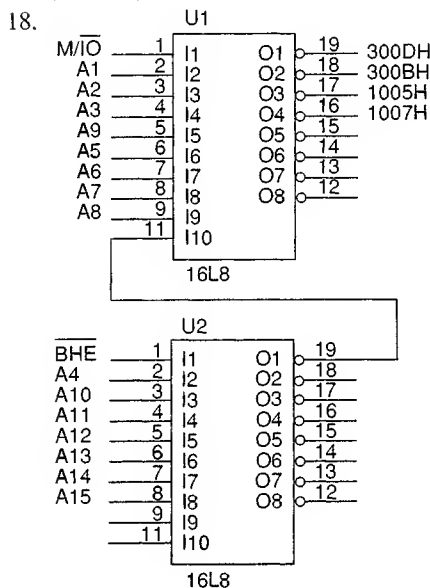 18.
U1
M/IO 1 I1 O1 19 300DH
A1 2 I2 O2 18 300BH
A2 3 I3 O3 17 1005H
A3 4 I4 O4 16 1007H
A9 5 I5 O5 15
A5 6 I6 O6 14
A6 7 I7 O7 13
A7 8 I8 O8 12
A8 9 I9
11 I10
16L8
U2
BHE 1 I1 O1 19
A4 2 I2 O2 18
A10 3 I3 O3 17
A11 4 I4 O4 16
A12 5 I5 O5 15
A13 6 I6 O6 14
A14 7 I7 O7 13
A15 8 I8 O8 12
9 I9
11 I10
16L8